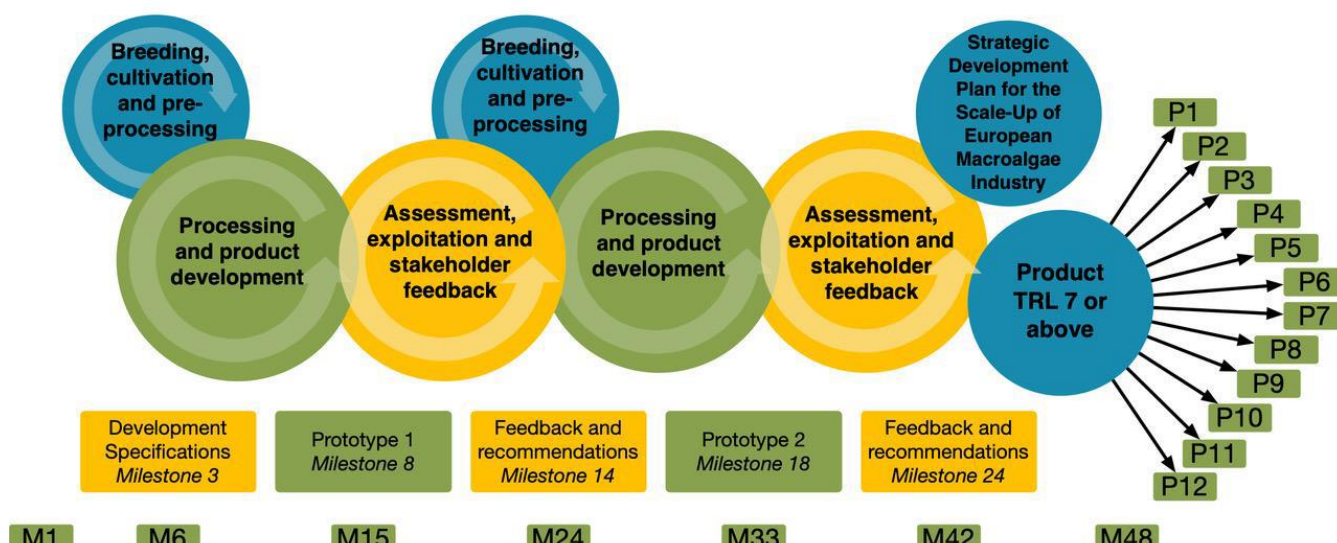 Breeding,
cultivation
and pre-
processing
Processing
and product
development
Assessment,
exploitation and
stakeholder
feedback
Breeding,
cultivation
and pre-
processing
Processing
and product
development
Assessment,
exploitation and
stakeholder
feedback
Strategic
Development
Plan for the
Scale-Up of
European
Macroalgae
Industry
Product
TRL 7 or
above
P1
P2
P3
P4
P5
P6
P7
P8
P9
P10
P11
P12
Development
Specifications
Milestone 3
Prototype 1
Milestone 8
Feedback and
recommendations
Milestone 14
Prototype 2
Milestone 18
Feedback and
recommendations
Milestone 24
M1
M6
M15
M24
M33
M42
M48